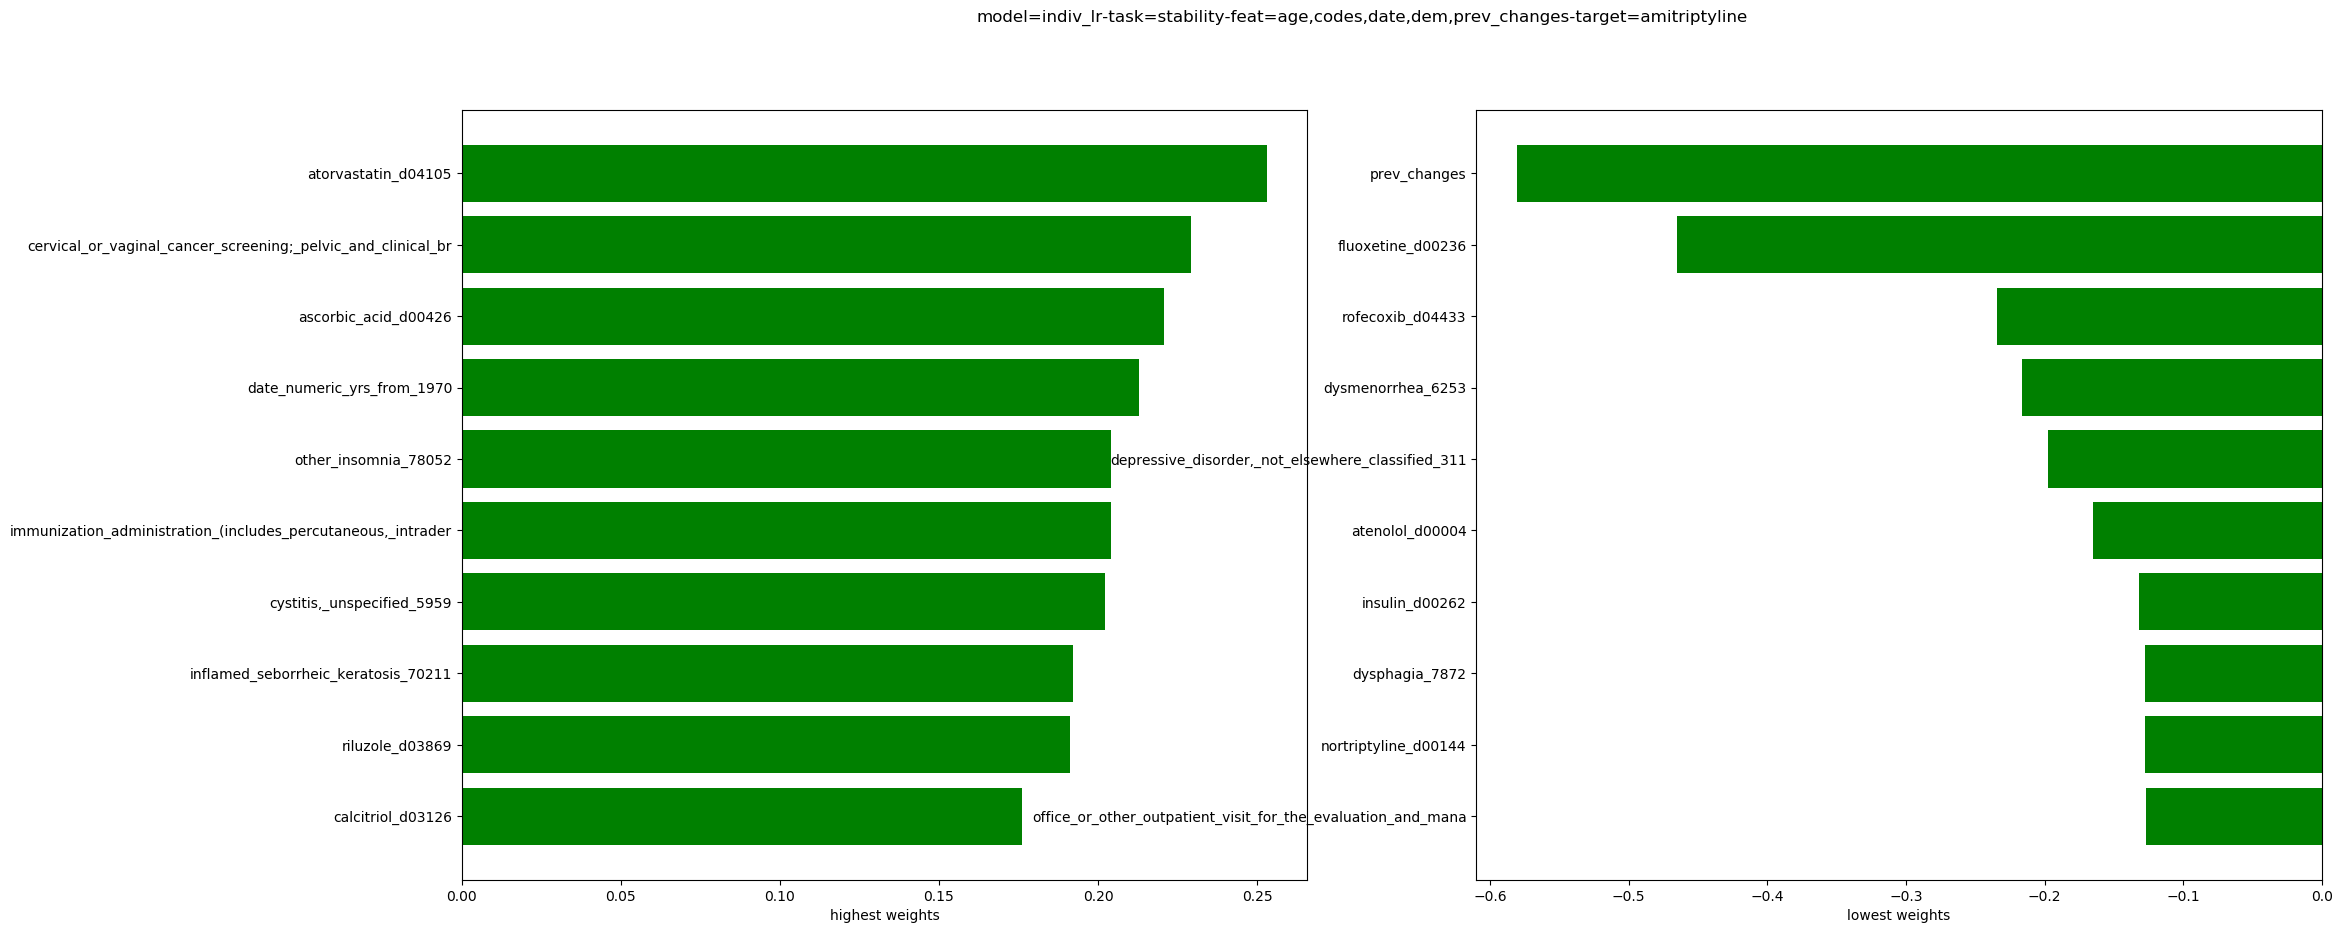 model=indiv_lr-task=stability-feat=age,codes,date,dem,prev_changes-target=amitriptyline
atorvastatin_d04105
cervical_or_vaginal_cancer_screening;_pelvic_and_clinical_br
ascorbic_acid_d00426
date_numeric_yrs_from_1970
other_insomnia_78052
immunization_administration_(includes_percutaneous,_intrader
cystitis,_unspecified_5959
inflamed_seborrheic_keratosis_70211
riluzole_d03869
calcitriol_d03126
0.00 0.05 0.10 0.15 0.20 0.25
highest weights
prev_changes
fluoxetine_d00236
rofecoxib_d04433
dysmenorrhea_6253
depressive_disorder,_not_elsewhere_classified_311
atenolol_d00004
insulin_d00262
dysphagia_7872
nortriptyline_d00144
office_or_other_outpatient_visit_for_the_evaluation_and_mana
−0.6 −0.5 −0.4 −0.3 −0.2 −0.1 0.0
lowest weights